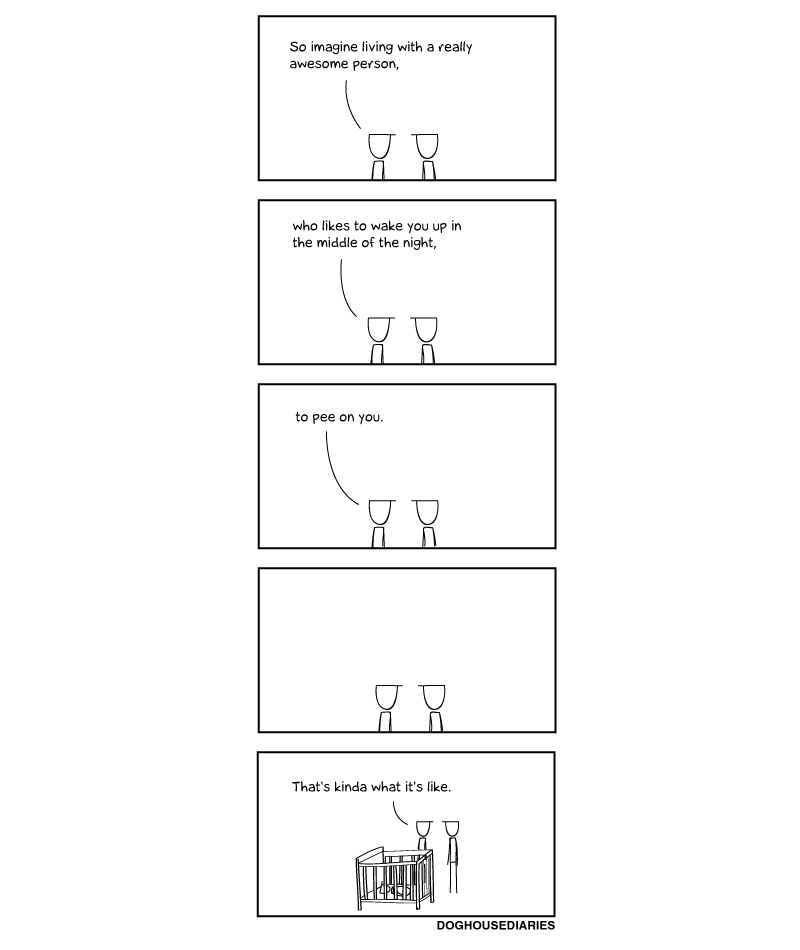 So imagine living with a really
awesome person,
who likes to wake you up in
the middle of the night,
to pee on you.
That's kinda what it's like.
DOGHOUSEDIARIES